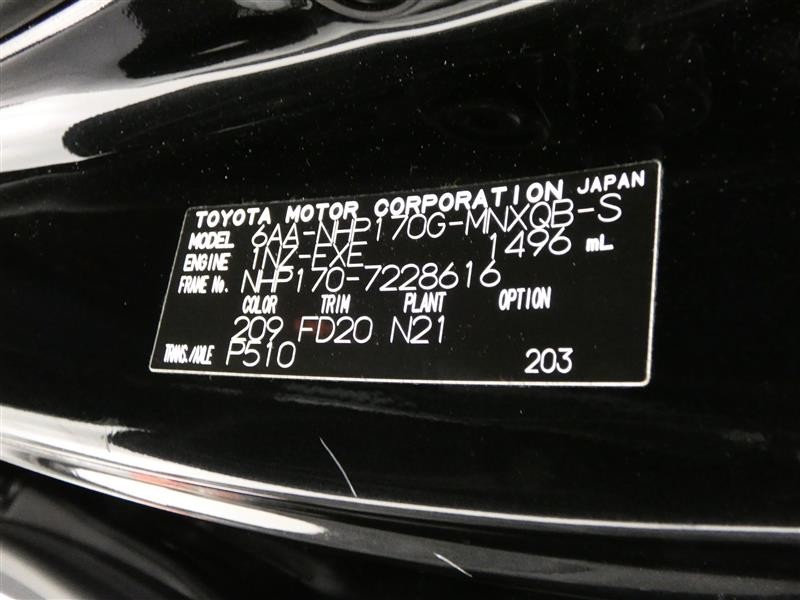 TOYOTA MOTOR CORPORATION JAPAN
MODEL 6AA-NHP170G-MNXQB-S
ENGINE 1NZ-EXE 1496 mL
FRAME No. NHP170-7228616
COLOR TRIM PLANT OPTION
209 FD20 N21
TRANS./AXLE P510 203